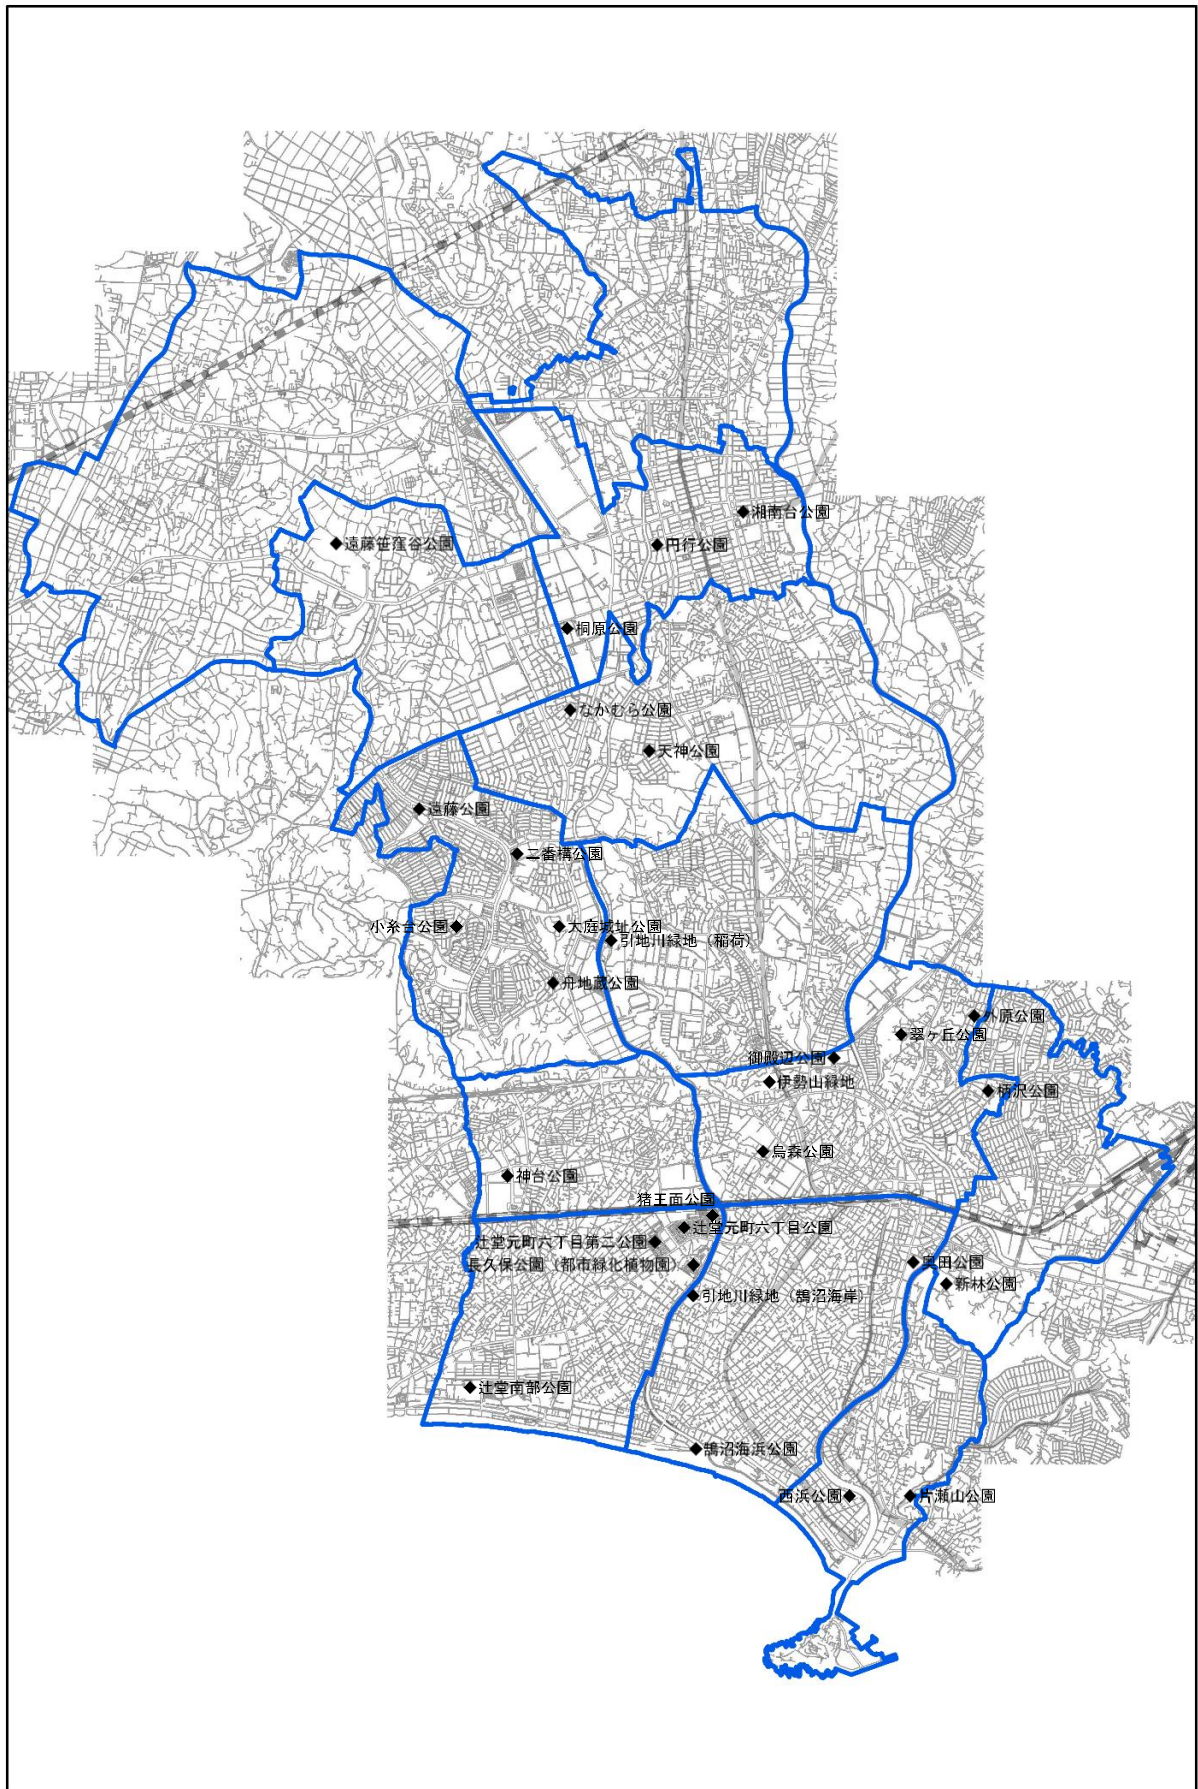 湘南台公園
遠藤笹窪谷公園
円行公園
桐原公園
なかむら公園
天神公園
遠藤公園
二番構公園
小糸台公園
大庭城址公園
引地川緑地（稲荷）
舟地蔵公園
外原公園
翠ヶ丘公園
御殿辺公園
伊勢山緑地
柄沢公園
烏森公園
神台公園
猪王面公園
辻堂元町六丁目公園
辻堂元町六丁目第二公園
長久保公園（都市緑化植物園）
奥田公園
新林公園
引地川緑地（鵠沼海岸）
辻堂南部公園
鵠沼海浜公園
西浜公園
片瀬山公園